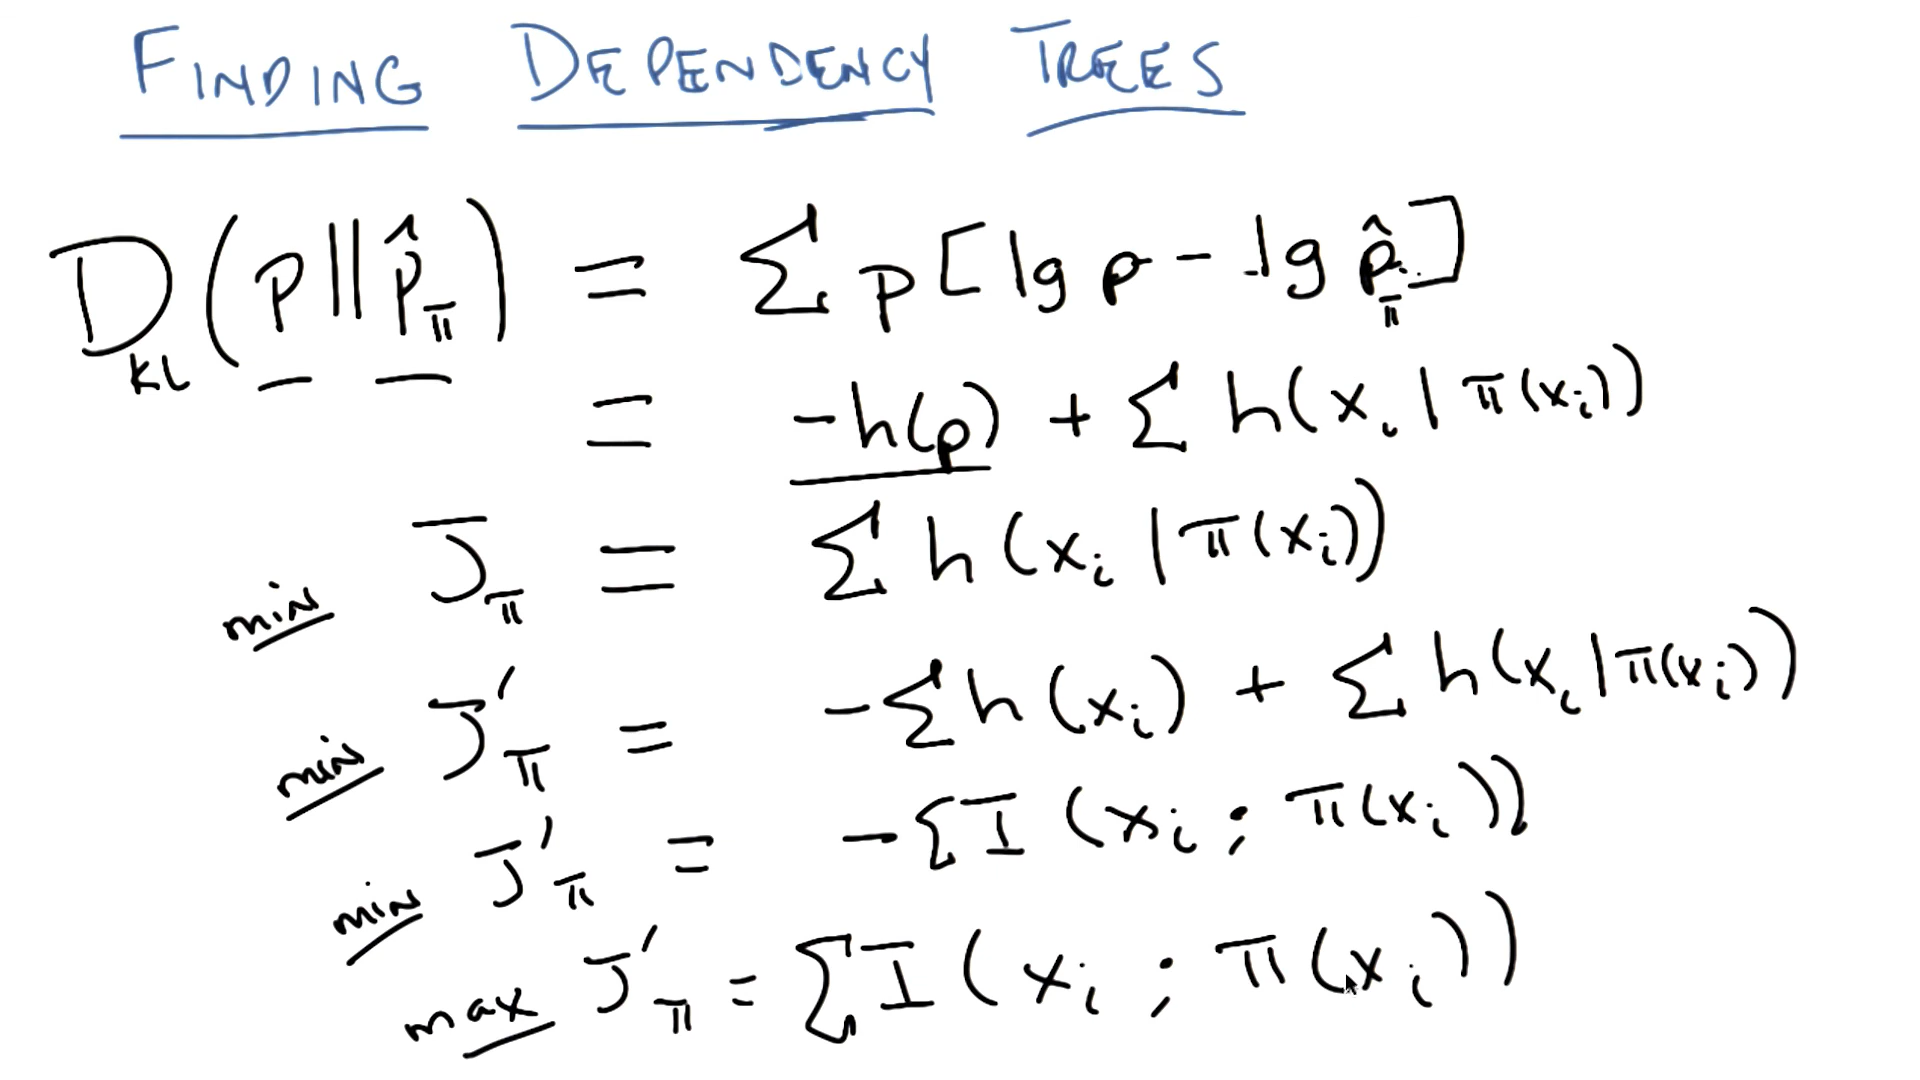 FINDING DEPENDENCY TREES
D_KL(p||p̂_π) = Σ p[lg p - lg p̂_π]
= -h(p) + Σ h(x_i | π(x_i))
min J_π = Σ h(x_i | π(x_i))
min J'_π = -Σ h(x_i) + Σ h(x_i | π(x_i))
min J'_π = -Σ I(x_i ; π(x_i))
max J'_π = Σ I(x_i ; π(x_i))